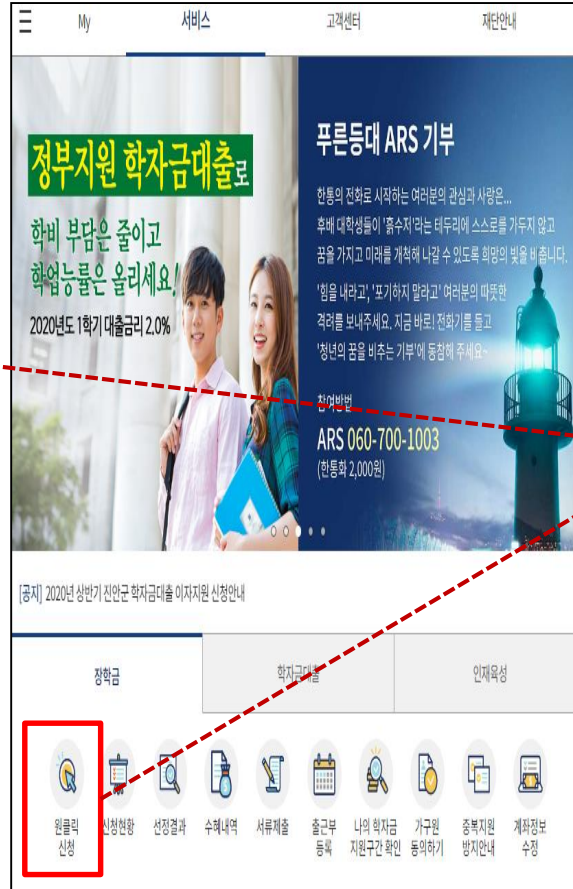 My 서비스 고객센터 재단안내
정부지원 학자금대출로
학비 부담은 줄이고
학업능률은 올리세요!
2020년도 1학기 대출금리 2.0%
푸른등대 ARS 기부
한통의 전화로 시작하는 여러분의 관심과 사랑은...
후배 대학생들이 '흙수저'라는 테두리에 스스로를 가두지 않고
꿈을 가지고 미래를 개척해 나갈 수 있도록 희망의 빛을 비춥니다.
'힘을 내라고', '포기하지 말라고' 여러분의 따뜻한
격려를 보내주세요. 지금 바로! 전화기를 들고
'청년의 꿈을 비추는 기부'에 동참해 주세요~
참여방법
ARS 060-700-1003
(한통화 2,000원)
[공지] 2020년 상반기 진안군 학자금대출 이자지원 신청안내
장학금 학자금대출 인재육성
원클릭 신청현황 선정결과 수혜내역 서류제출 출근부 나의 학자금 가구원 중복지원 계좌정보
신청 등록 지원구간 확인 동의하기 방지안내 수정